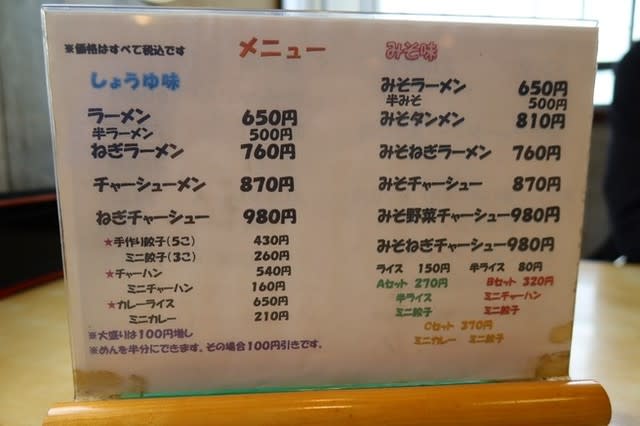 ※価格はすべて税込です
メニュー
しょうゆ味
ラーメン 650円
半ラーメン 500円
ねぎラーメン 760円
チャーシューメン 870円
ねぎチャーシュー 980円
★手作り餃子(5こ) 430円
ミニ餃子(3こ) 260円
★チャーハン 540円
ミニチャーハン 160円
★カレーライス 650円
ミニカレー 210円
※大盛りは100円増し
※めんを半分にできます。その場合100円引きです。
みそ味
みそラーメン 650円
半みそ 500円
みそタンメン 810円
みそねぎラーメン 760円
みそチャーシュー 870円
みそ野菜チャーシュー 980円
みそねぎチャーシュー 980円
ライス 150円 半ライス 80円
Aセット 270円 Bセット 320円
半ライス ミニチャーハン
ミニ餃子 ミニ餃子
Cセット 370円
ミニカレー ミニ餃子